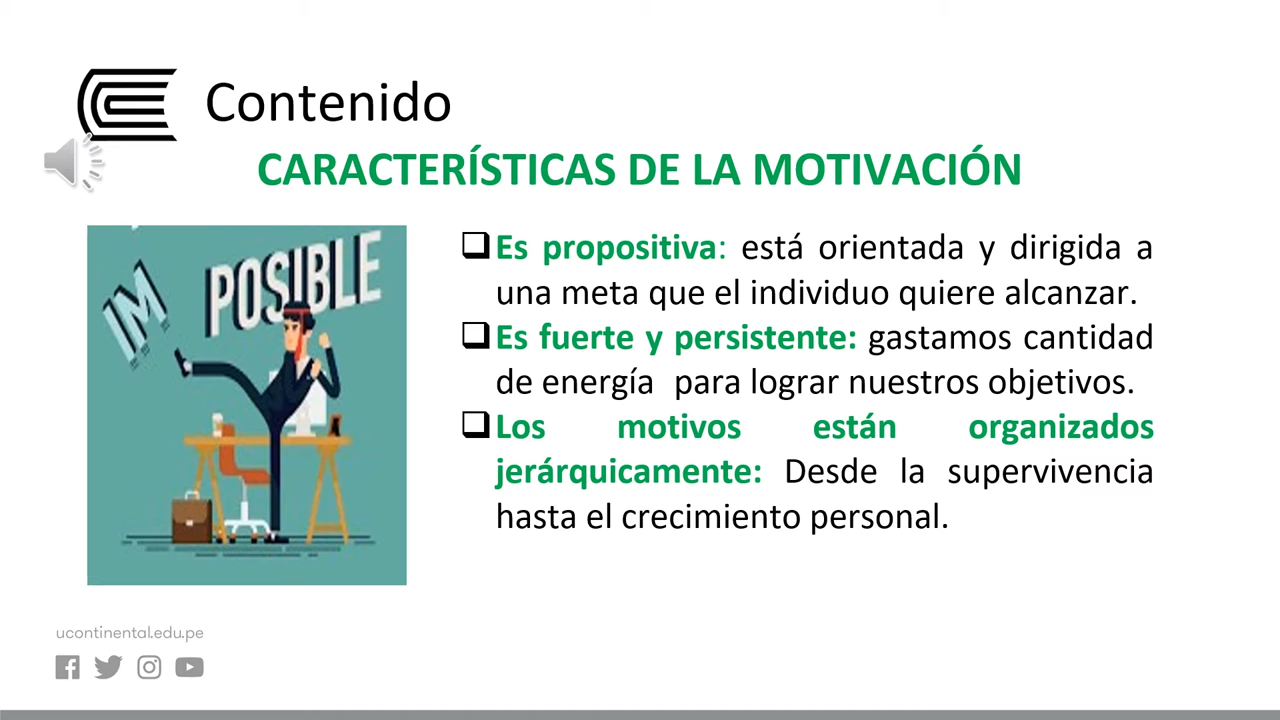 Contenido
CARACTERÍSTICAS DE LA MOTIVACIÓN
IM
POSIBLE
Es propositiva: está orientada y dirigida a
una meta que el individuo quiere alcanzar.
Es fuerte y persistente: gastamos cantidad
de energía para lograr nuestros objetivos.
Los motivos están organizados
jerárquicamente: Desde la supervivencia
hasta el crecimiento personal.
ucontinental.edu.pe